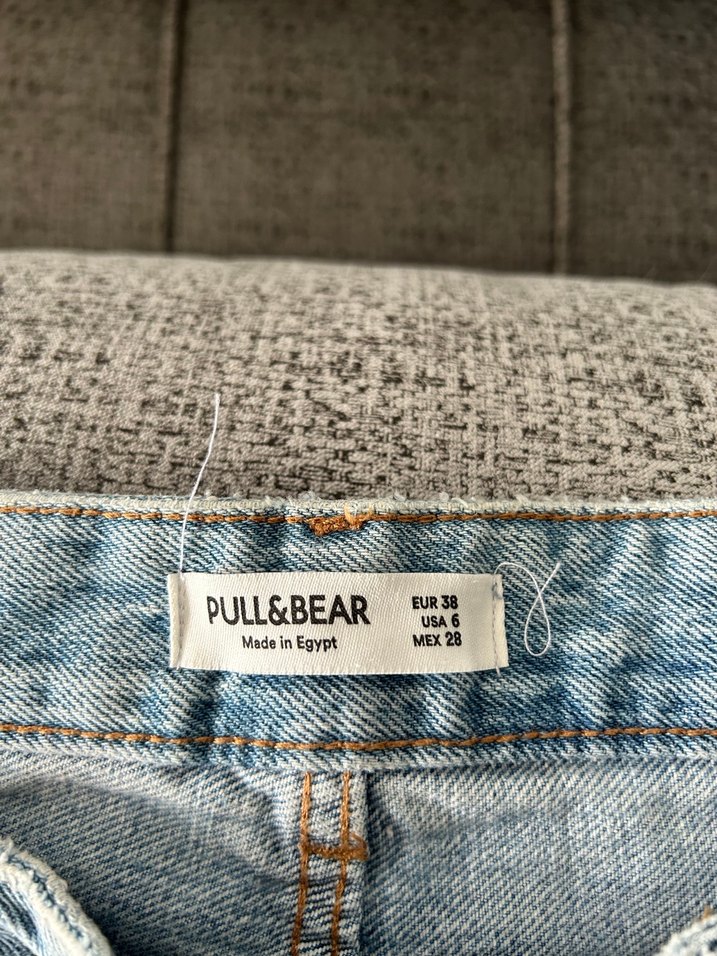 PULL&BEAR
Made in Egypt
EUR 38
USA 6
MEX 28